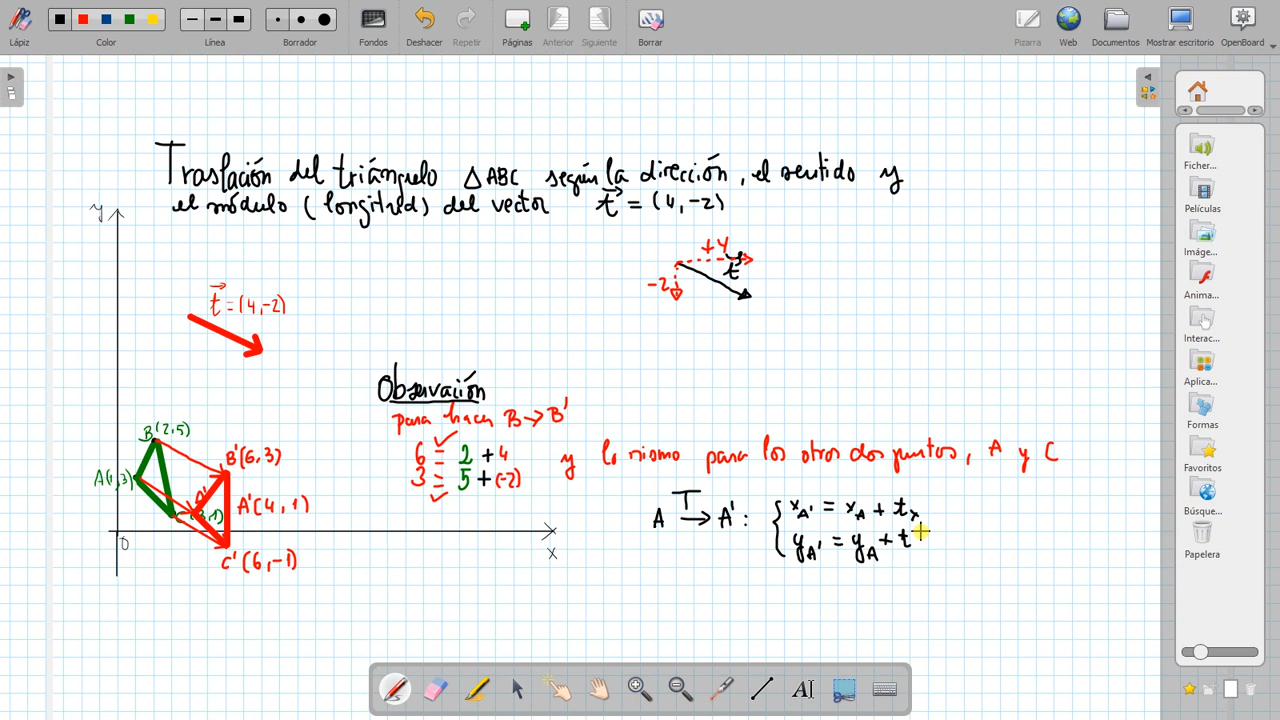 Lápiz
Color
Línea
Borrador
Fondos
Deshacer
Repetir
Páginas
Anterior
Siguiente
Borrar
Pizarra
Web
Documentos
Mostrar escritorio
OpenBoard
Traslación del triángulo △ABC según la dirección, el sentido y
el módulo (longitud) del vector t⃗ = (4,-2)
y
+4
t⃗
-2
t⃗ = (4,-2)
Observación
para hacer B → B'
6 = 2 + 4
3 = 5 + (-2)
y lo mismo para los otros dos puntos, A y C
B(2,5)
B'(6,3)
A(1,3)
A'
A'(4,1)
C'(6,-1)
0
x
A T→ A' : { x_A' = x_A + t_x
y_A' = y_A + t
Ficher...
Películas
Imáge...
Anima...
Interac...
Aplica...
Formas
Favoritos
Búsque...
Papelera